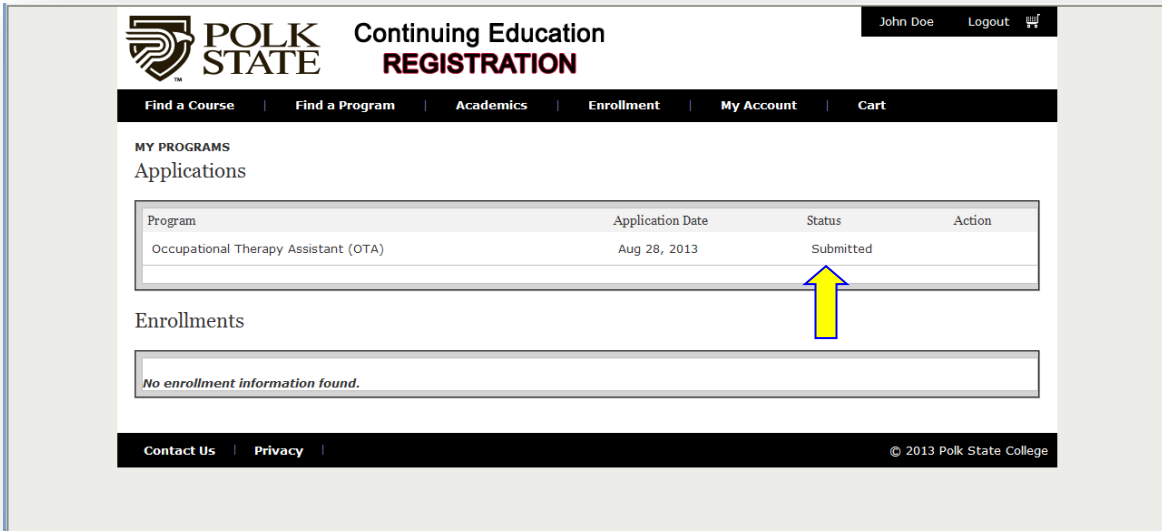 John Doe Logout
POLK STATE ™
Continuing Education
REGISTRATION
Find a Course | Find a Program | Academics | Enrollment | My Account | Cart
MY PROGRAMS
Applications
Program Application Date Status Action
Occupational Therapy Assistant (OTA) Aug 28, 2013 Submitted
Enrollments
No enrollment information found.
Contact Us | Privacy | © 2013 Polk State College